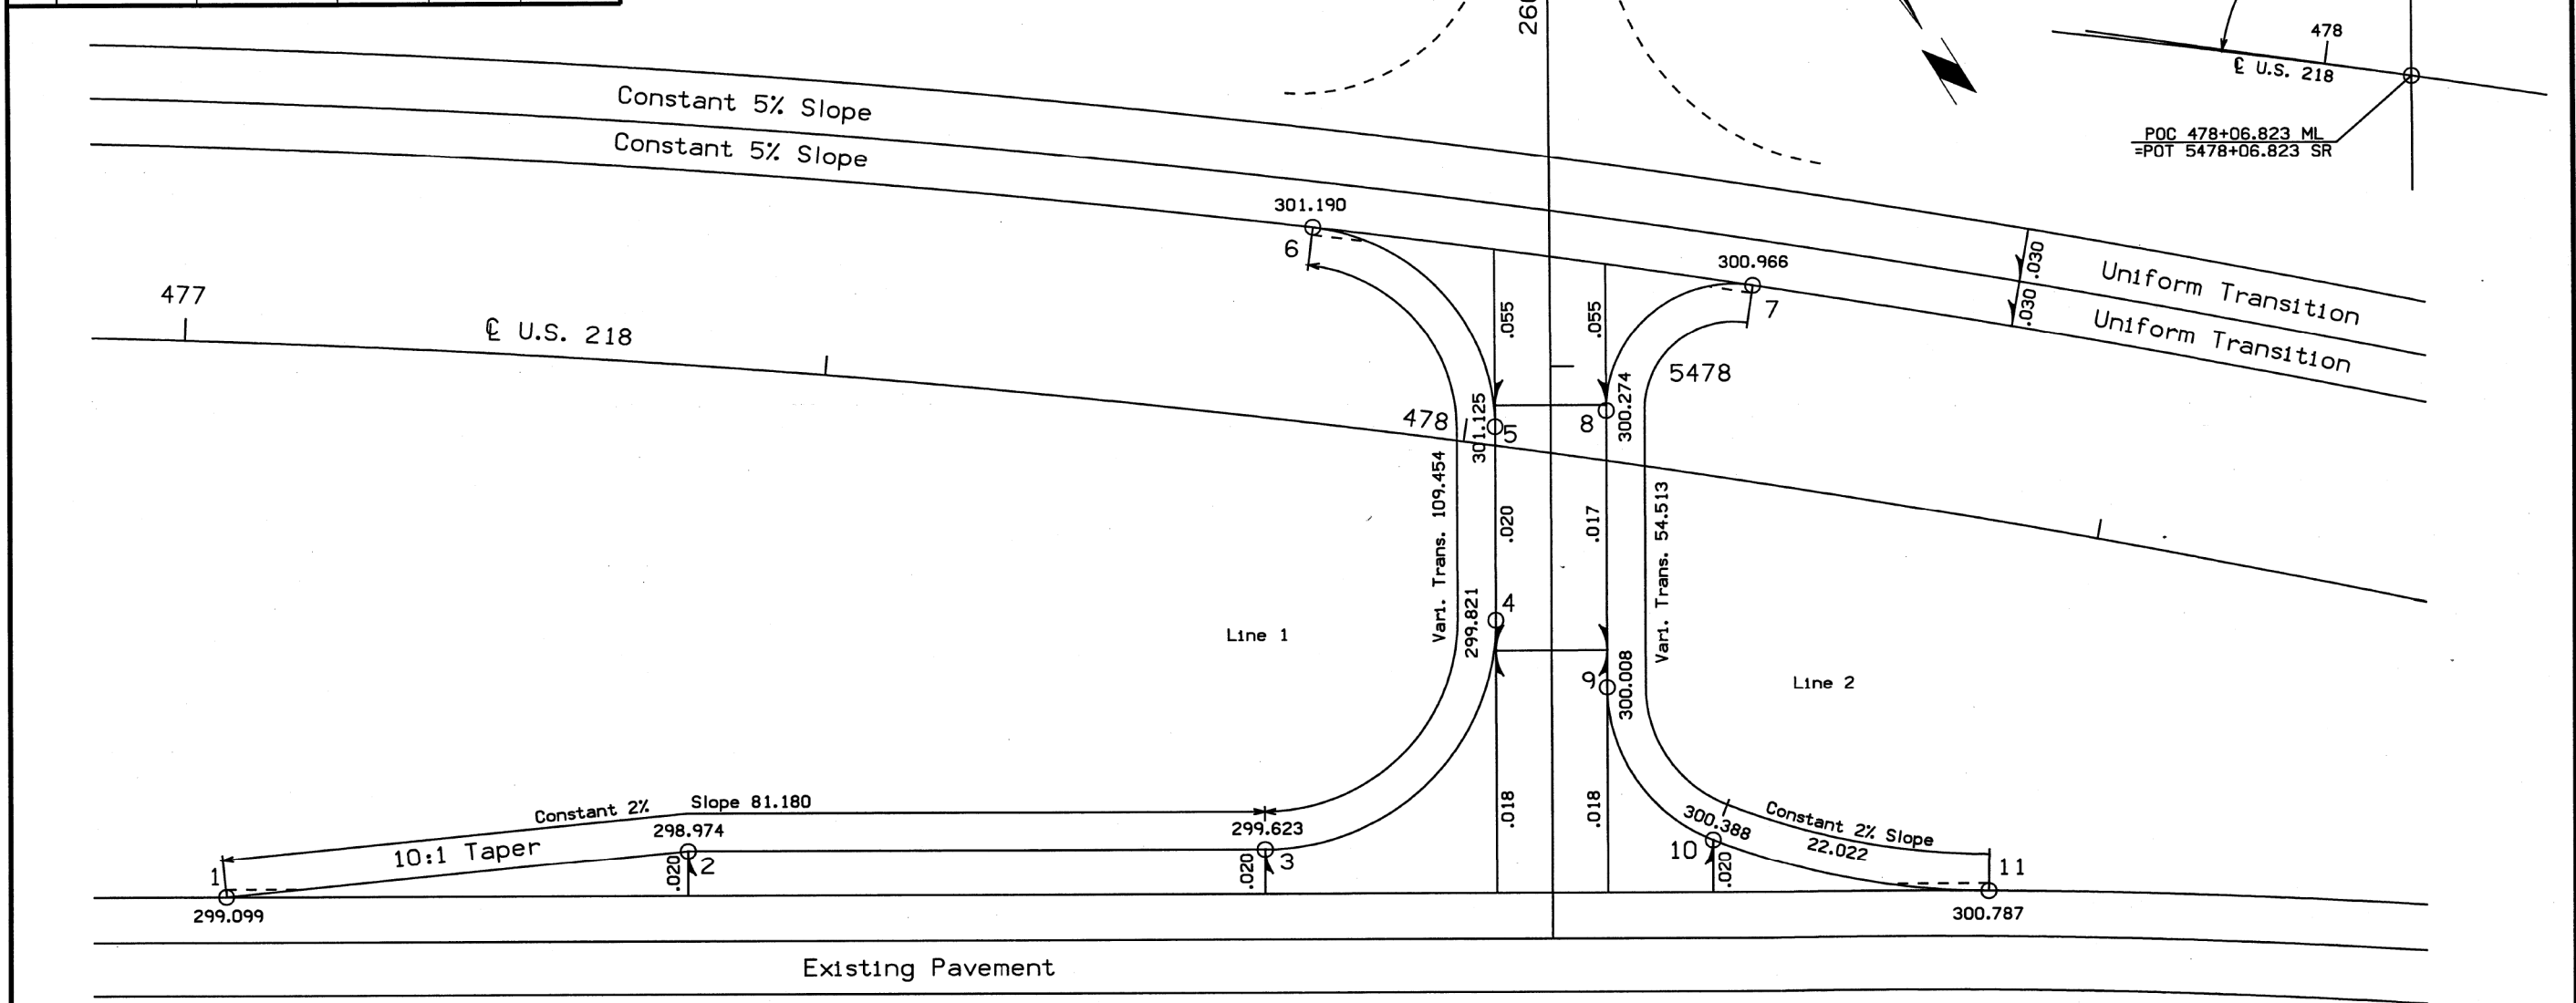 260
478
℄ U.S. 218
POC 478+06.823 ML
=POT 5478+06.823 SR
Constant 5% Slope
Constant 5% Slope
301.190
6
300.966
7
.030
.030
Uniform Transition
Uniform Transition
477
℄ U.S. 218
.055
.055
5478
478
301.125
5
8
300.274
Vari. Trans. 109.454
.020
.017
Vari. Trans. 54.513
299.821
4
Line 1
9
300.008
Line 2
Constant 2%
Slope 81.180
298.974
299.623
10:1 Taper
1
.020
2
.020
3
.018
.018
300.388
Constant 2% Slope
22.022
10
.020
11
299.099
300.787
Existing Pavement